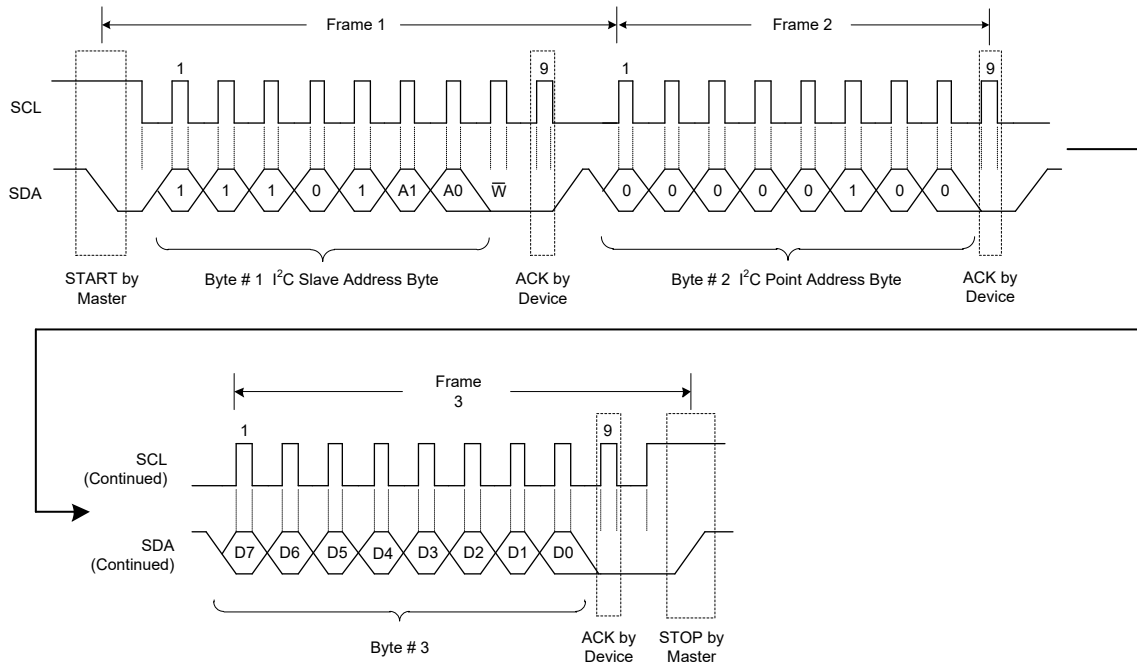 Frame 1
Frame 2
1 9 1 9
SCL
SDA
1 1 1 0 1 A1 A0 W̅ 0 0 0 0 0 1 0 0
START by
Master
Byte # 1 I²C Slave Address Byte
ACK by
Device
Byte # 2 I²C Point Address Byte
ACK by
Device
Frame
3
1 9
SCL
(Continued)
SDA
(Continued)
D7 D6 D5 D4 D3 D2 D1 D0
Byte # 3
ACK by
Device
STOP by
Master